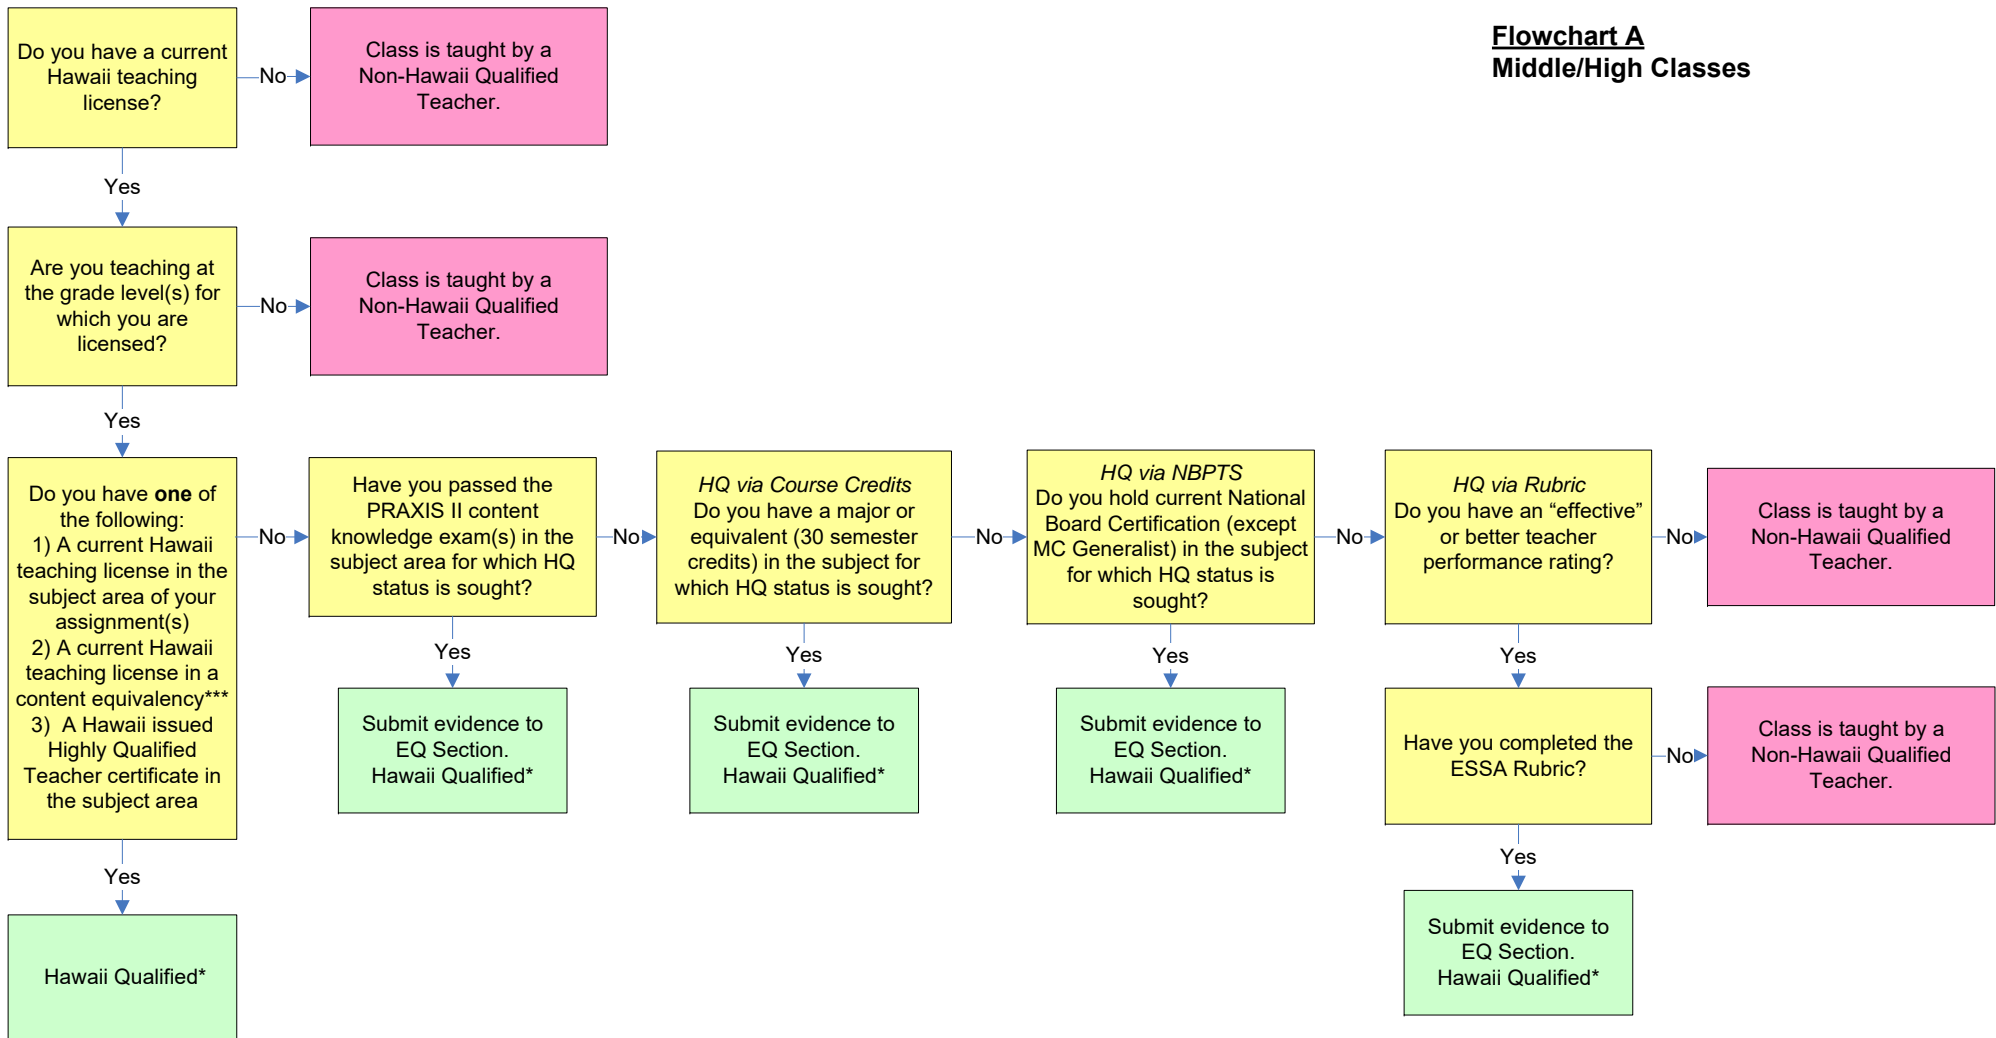 Flowchart A
Middle/High Classes
Do you have a current
Hawaii teaching
license?
No
Class is taught by a
Non-Hawaii Qualified
Teacher.
Yes
Are you teaching at
the grade level(s) for
which you are
licensed?
No
Class is taught by a
Non-Hawaii Qualified
Teacher.
Yes
Do you have one of
the following:
1) A current Hawaii
teaching license in the
subject area of your
assignment(s)
2) A current Hawaii
teaching license in a
content equivalency***
3) A Hawaii issued
Highly Qualified
Teacher certificate in
the subject area
No
Have you passed the
PRAXIS II content
knowledge exam(s) in the
subject area for which HQ
status is sought?
No
HQ via Course Credits
Do you have a major or
equivalent (30 semester
credits) in the subject for
which HQ status is sought?
No
HQ via NBPTS
Do you hold current National
Board Certification (except
MC Generalist) in the subject
for which HQ status is
sought?
No
HQ via Rubric
Do you have an “effective”
or better teacher
performance rating?
No
Class is taught by a
Non-Hawaii Qualified
Teacher.
Yes
Submit evidence to
EQ Section.
Hawaii Qualified*
Yes
Submit evidence to
EQ Section.
Hawaii Qualified*
Yes
Submit evidence to
EQ Section.
Hawaii Qualified*
Yes
Have you completed the
ESSA Rubric?
No
Class is taught by a
Non-Hawaii Qualified
Teacher.
Yes
Hawaii Qualified*
Yes
Submit evidence to
EQ Section.
Hawaii Qualified*